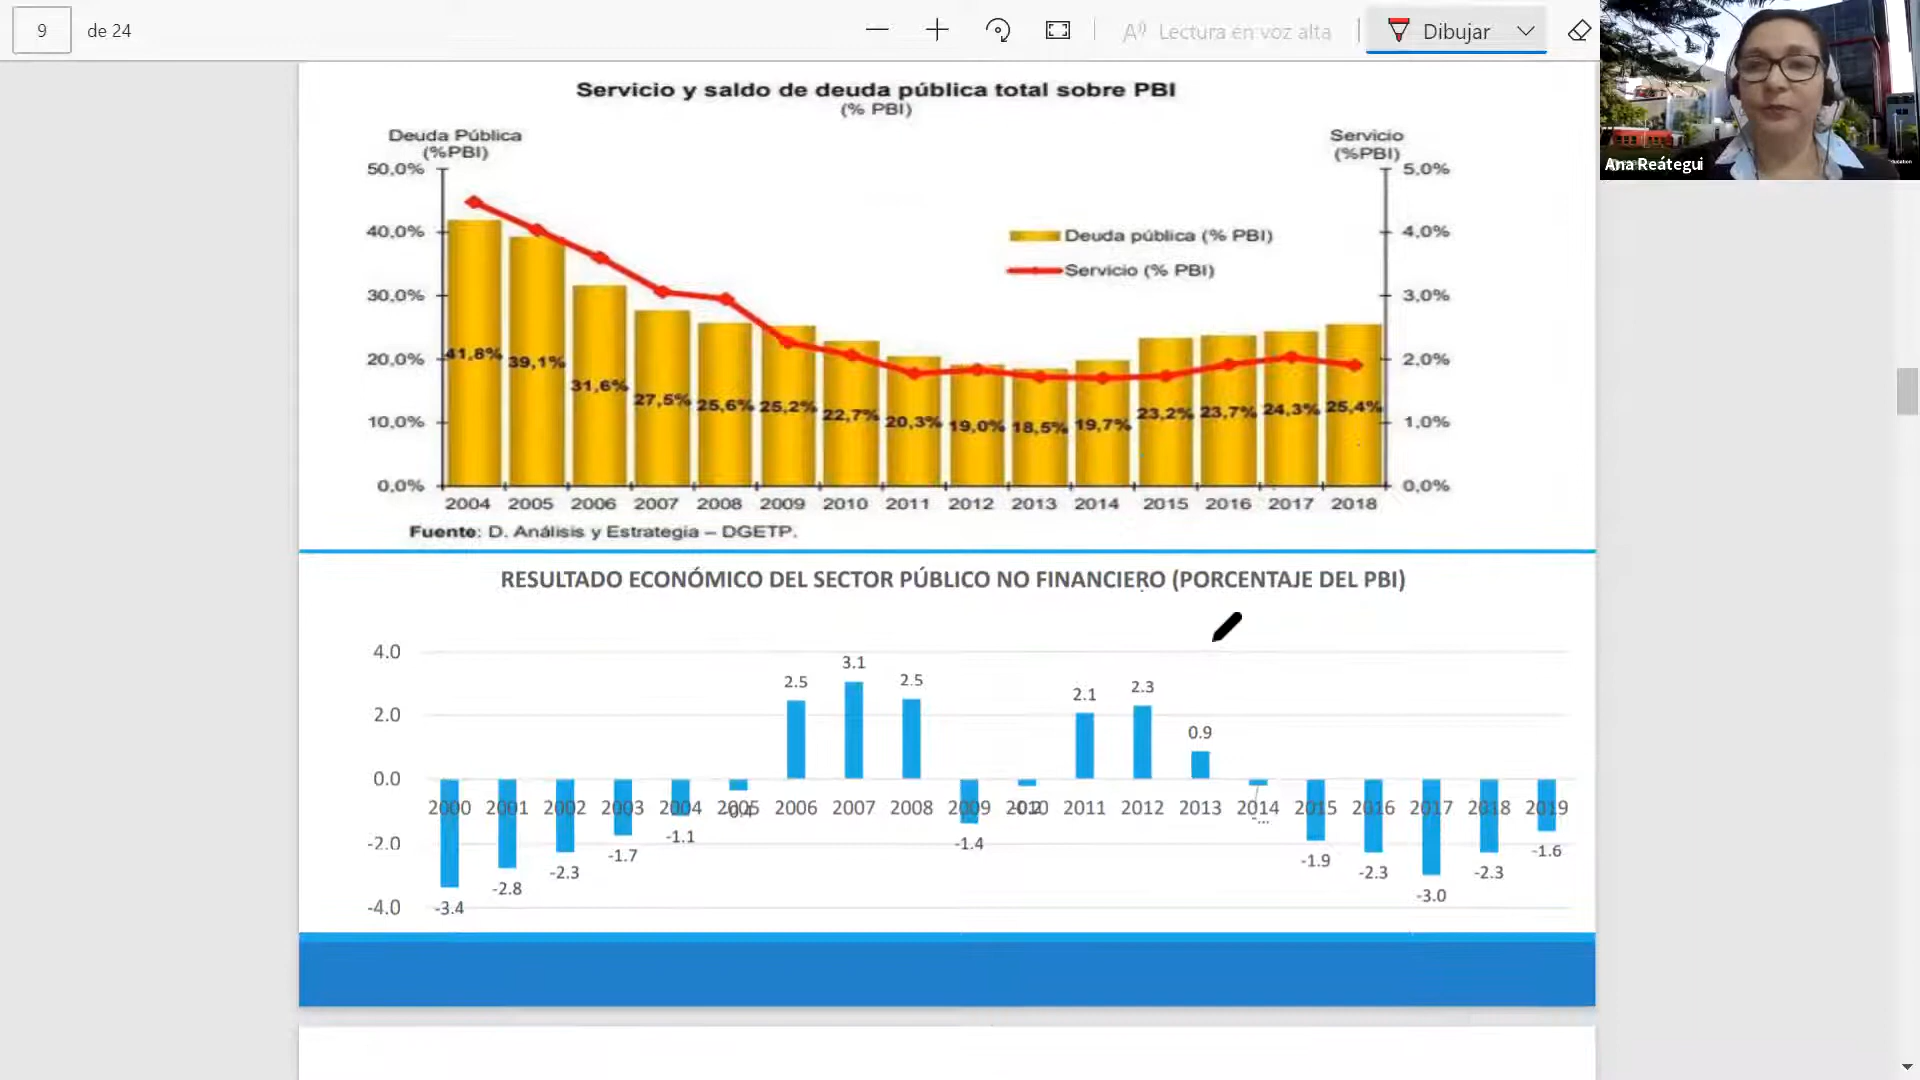 9 de 24
Lectura en voz alta
Dibujar
Ana Reátegui
Servicio y saldo de deuda pública total sobre PBI
(% PBI)
Deuda Pública
(%PBI)
Servicio
(%PBI)
50,0%
40,0%
30,0%
20,0%
10,0%
0,0%
5,0%
4,0%
3,0%
2,0%
1,0%
0,0%
Deuda pública (% PBI)
Servicio (% PBI)
41,8% 39,1% 31,6% 27,5% 25,6% 25,2% 22,7% 20,3% 19,0% 18,5% 19,7% 23,2% 23,7% 24,3% 25,4%
2004 2005 2006 2007 2008 2009 2010 2011 2012 2013 2014 2015 2016 2017 2018
Fuente: D. Análisis y Estrategia – DGETP.
RESULTADO ECONÓMICO DEL SECTOR PÚBLICO NO FINANCIERO (PORCENTAJE DEL PBI)
4.0
2.0
0.0
-2.0
-4.0
2.5 3.1 2.5 2.1 2.3 0.9
2000 2001 2002 2003 2004 2005 2006 2007 2008 2009 2010 2011 2012 2013 2014 2015 2016 2017 2018 2019
-3.4 -2.8 -2.3 -1.7 -1.1 -0.4 -1.4 -0.2 -... -1.9 -2.3 -3.0 -2.3 -1.6